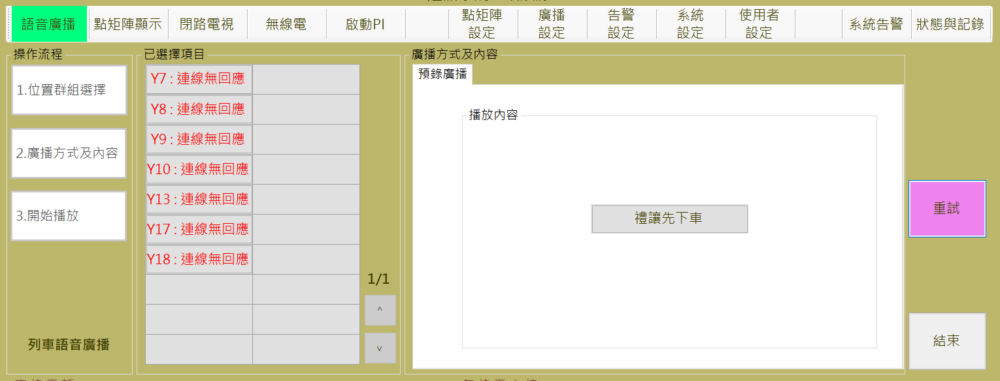 語音廣播
點矩陣顯示
閉路電視
無線電
啟動PI
點矩陣
設定
廣播
設定
告警
設定
系統
設定
使用者
設定
系統告警
狀態與記錄
操作流程
1.位置群組選擇
2.廣播方式及內容
3.開始播放
列車語音廣播
已選擇項目
Y7 : 連線無回應
Y8 : 連線無回應
Y9 : 連線無回應
Y10 : 連線無回應
Y13 : 連線無回應
Y17 : 連線無回應
Y18 : 連線無回應
1/1
^
v
廣播方式及內容
預錄廣播
播放內容
禮讓先下車
重試
結束